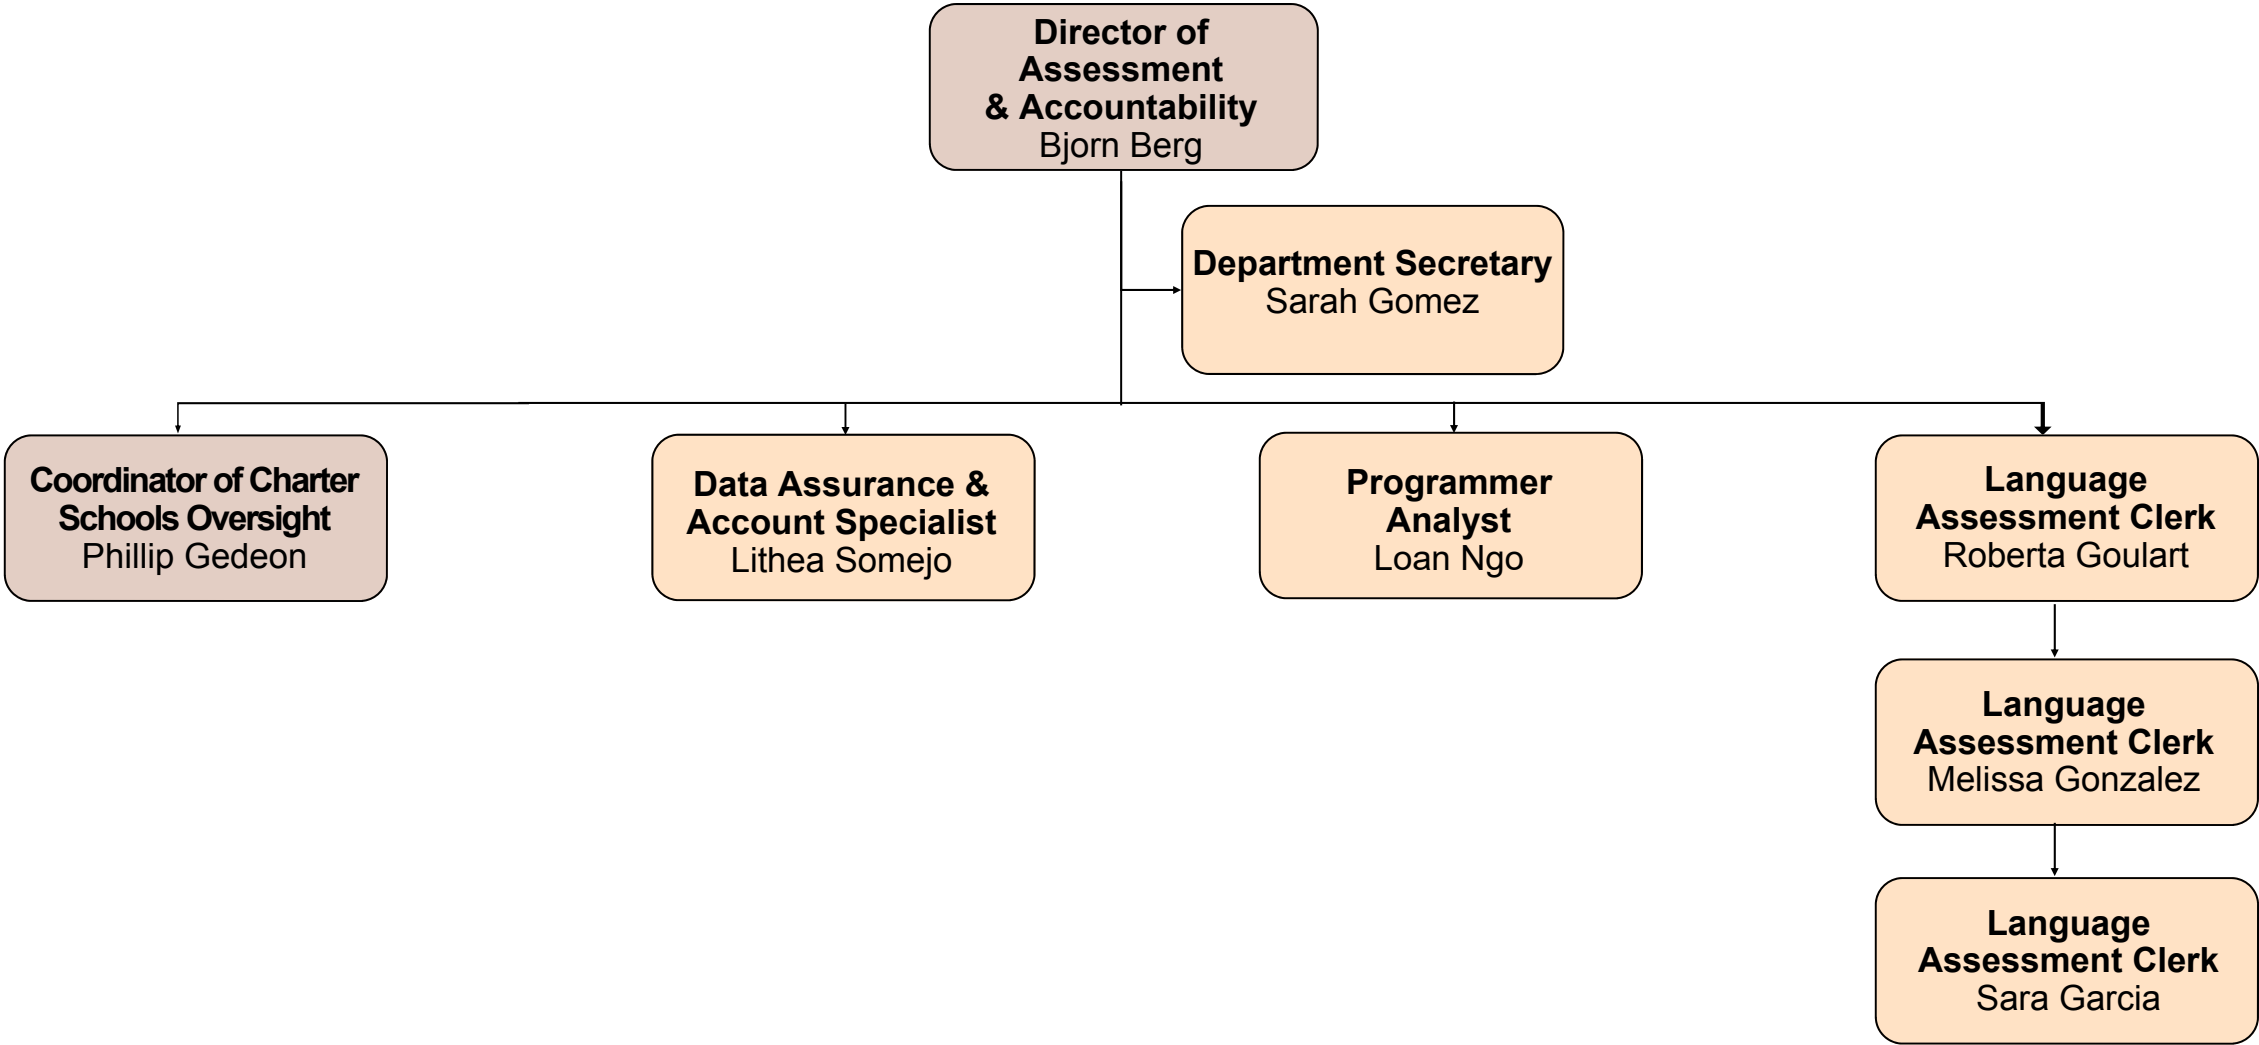 Director of
Assessment
& Accountability
Bjorn Berg
Department Secretary
Sarah Gomez
Coordinator of Charter
Schools Oversight
Phillip Gedeon
Data Assurance &
Account Specialist
Lithea Somejo
Programmer
Analyst
Loan Ngo
Language
Assessment Clerk
Roberta Goulart
Language
Assessment Clerk
Melissa Gonzalez
Language
Assessment Clerk
Sara Garcia